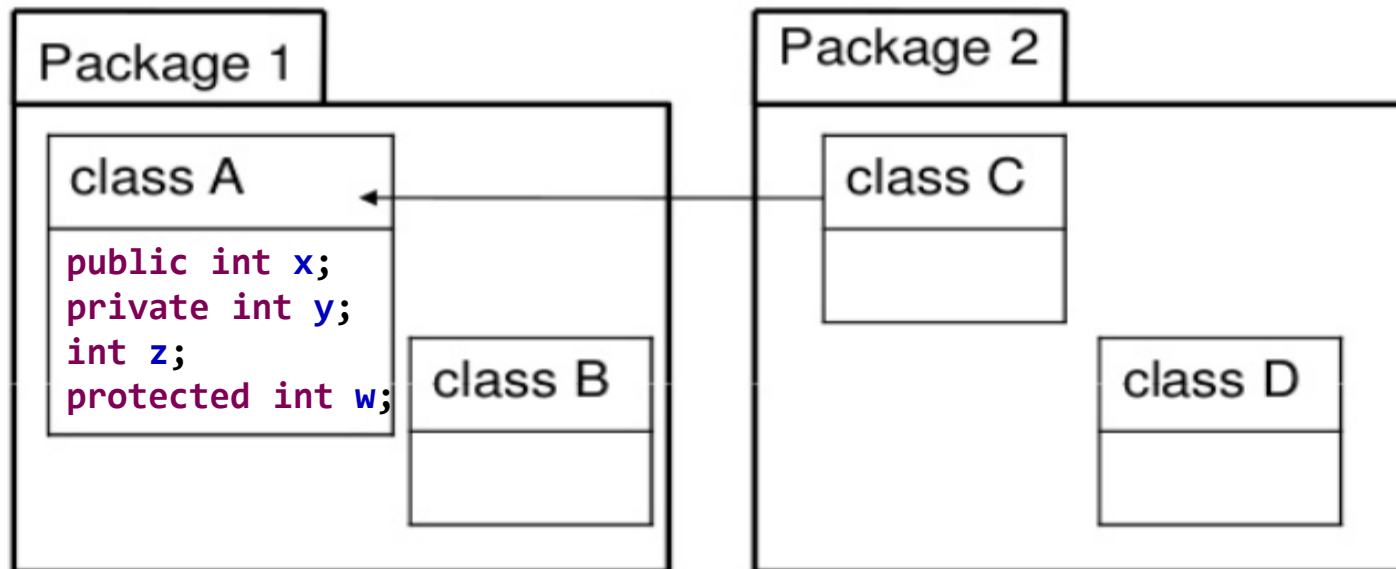 Package 1
class A
public int x;
private int y;
int z;
protected int w;
class B
Package 2
class C
class D